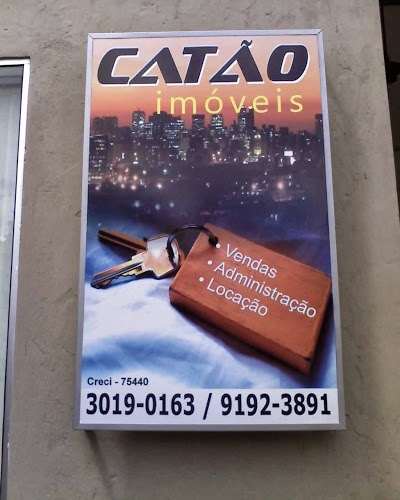 CATÃO
imóveis
• Vendas
• Administração
• Locação
Creci - 75440
3019-0163 / 9192-3891